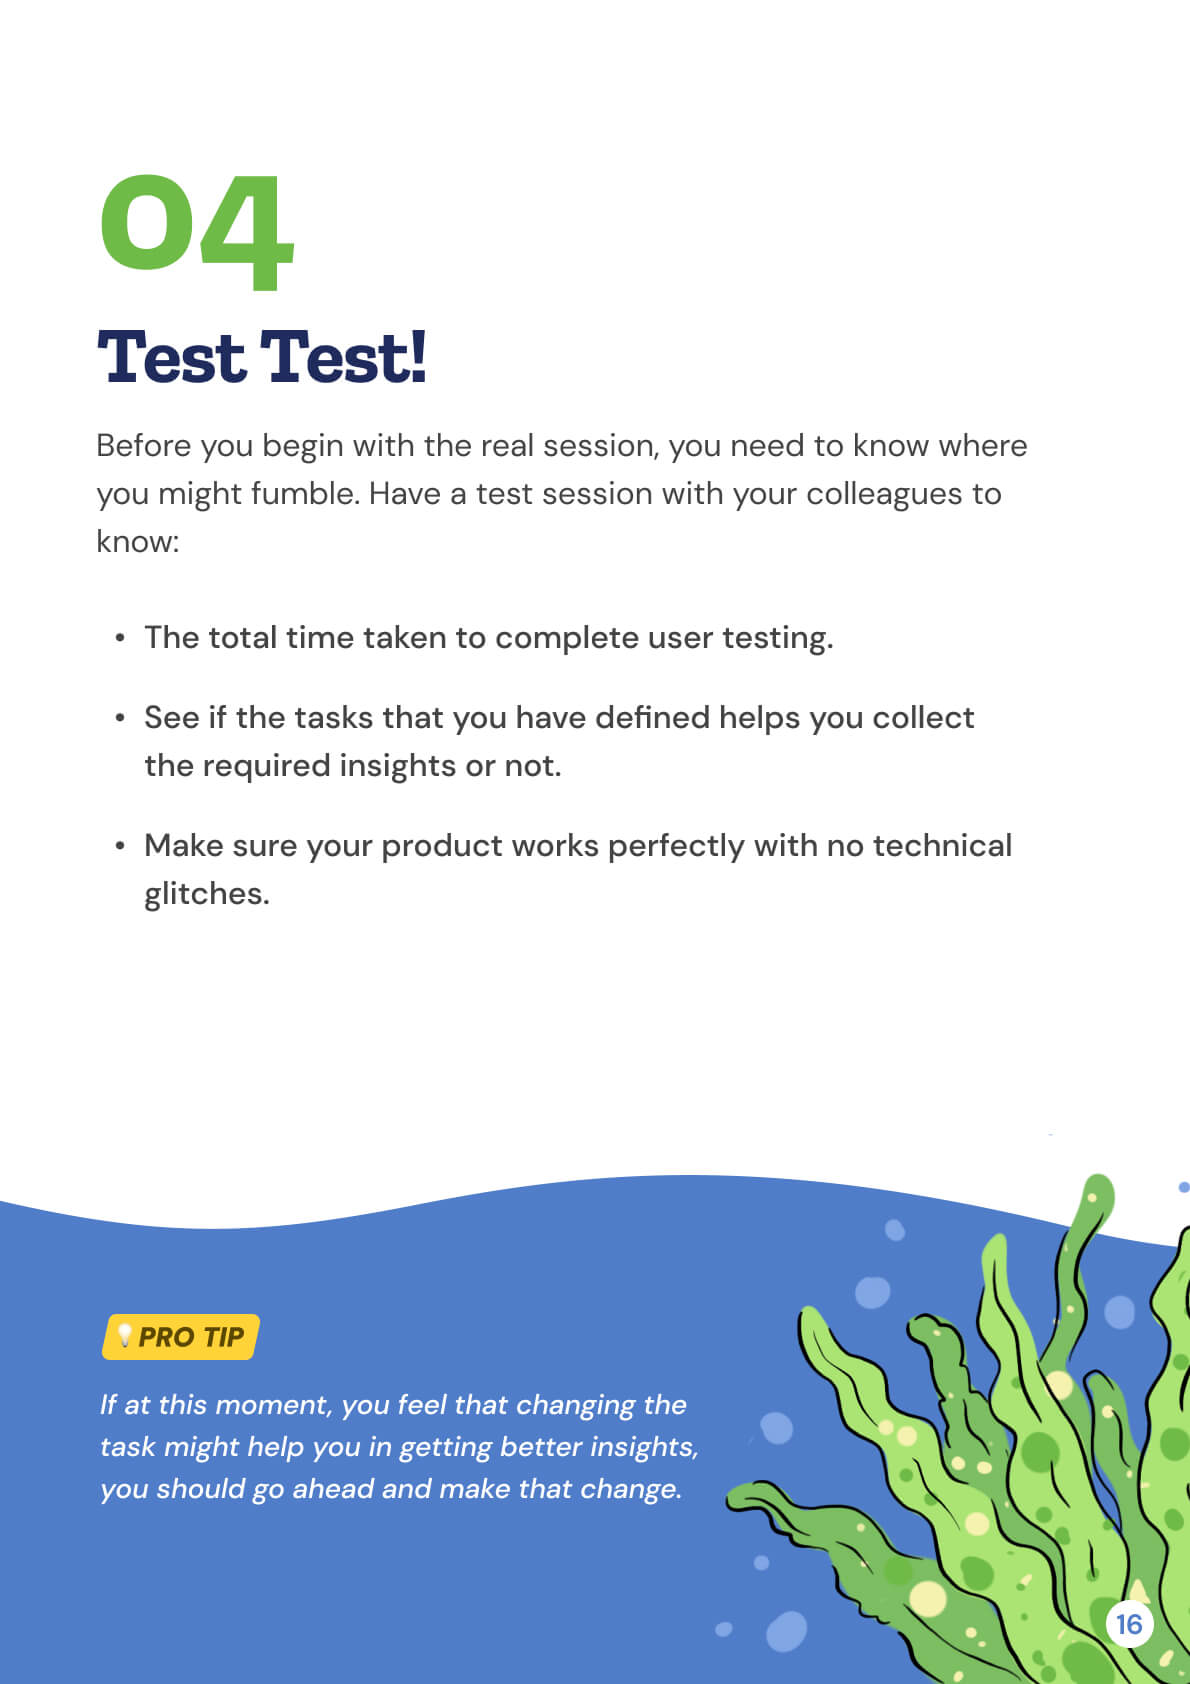 04
Test Test!
Before you begin with the real session, you need to know where
you might fumble. Have a test session with your colleagues to
know:
• The total time taken to complete user testing.
• See if the tasks that you have defined helps you collect
the required insights or not.
• Make sure your product works perfectly with no technical
glitches.
PRO TIP
If at this moment, you feel that changing the
task might help you in getting better insights,
you should go ahead and make that change.
16